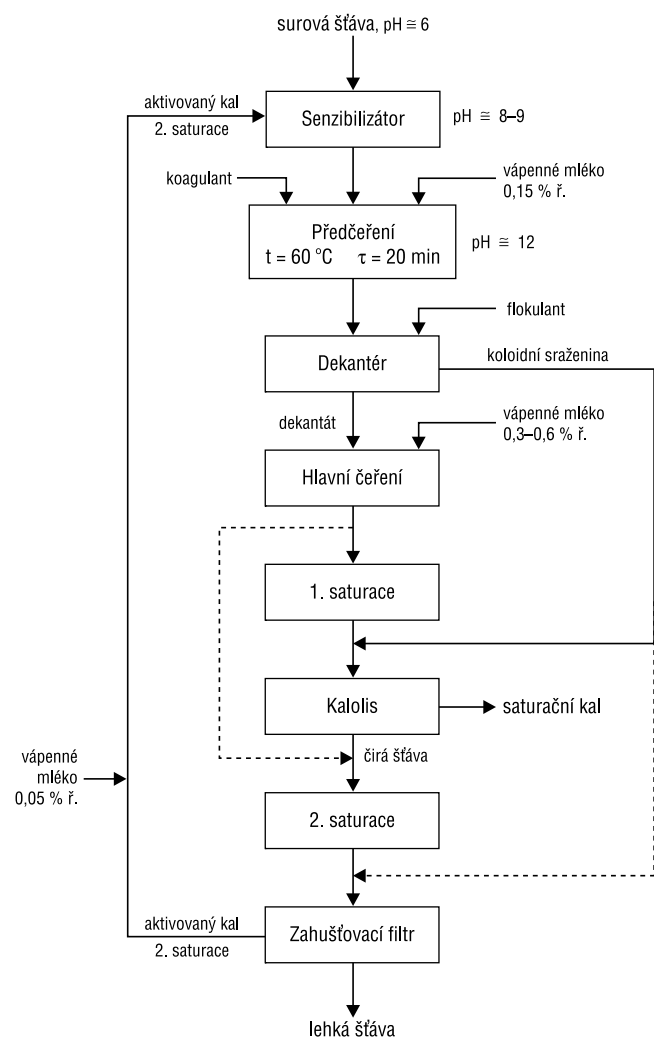 surová šťáva, pH ≅ 6
aktivovaný kal
2. saturace
Senzibilizátor
pH ≅ 8–9
koagulant
vápenné mléko
0,15 % ř.
Předčeření
t = 60 °C τ = 20 min
pH ≅ 12
flokulant
Dekantér
koloidní sraženina
dekantát
vápenné mléko
0,3–0,6 % ř.
Hlavní čeření
1. saturace
Kalolis
saturační kal
čirá šťáva
vápenné
mléko
0,05 % ř.
2. saturace
aktivovaný kal
2. saturace
Zahušťovací filtr
lehká šťáva